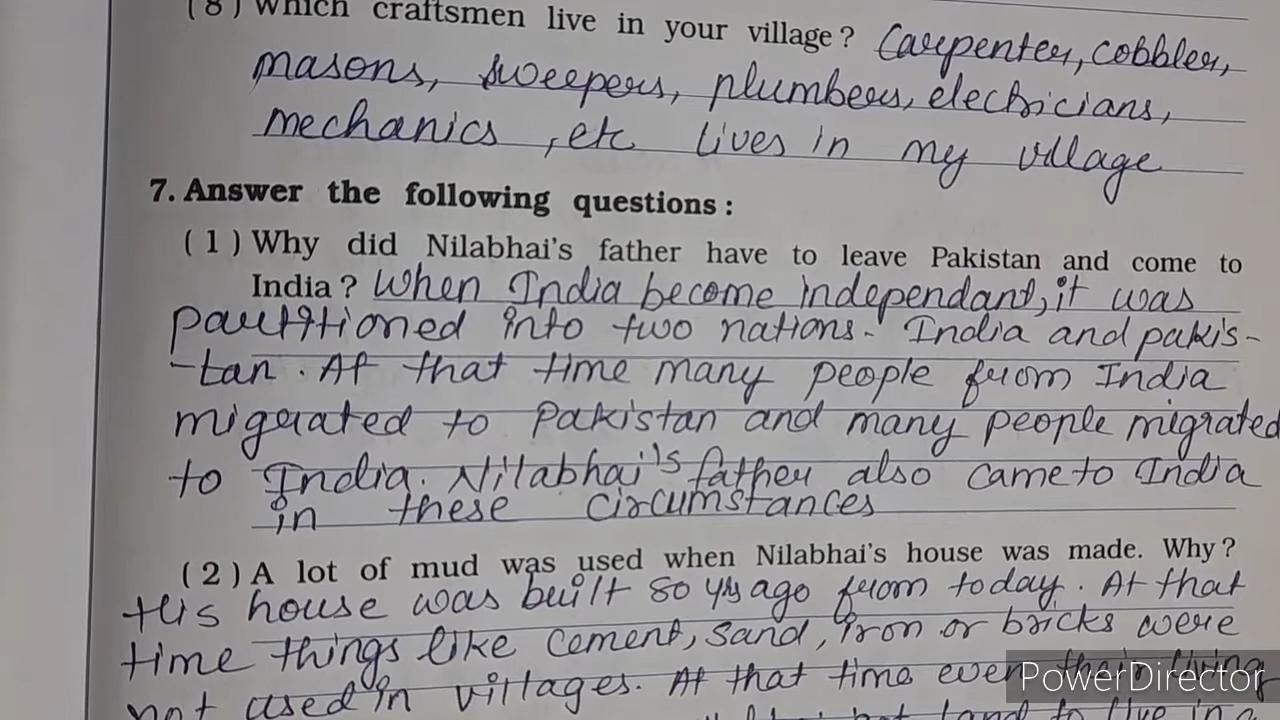 (8) Which craftsmen live in your village? Carpenter, cobbler,
masons, sweepers, plumbers, electricians,
mechanics, etc lives in my village
7. Answer the following questions:
(1) Why did Nilabhai's father have to leave Pakistan and come to
India? When India become independant, it was
partitioned into two nations- India and pakis-
-tan. At that time many people from India
migrated to Pakistan and many people migrated
to India. Nilabhai's father also came to India
in these circumstances
(2) A lot of mud was used when Nilabhai's house was made. Why?
His house was built 80 yrs ago from today. At that
time things like cement, sand, iron or bricks were
not used in villages. At that time even their living
PowerDirector